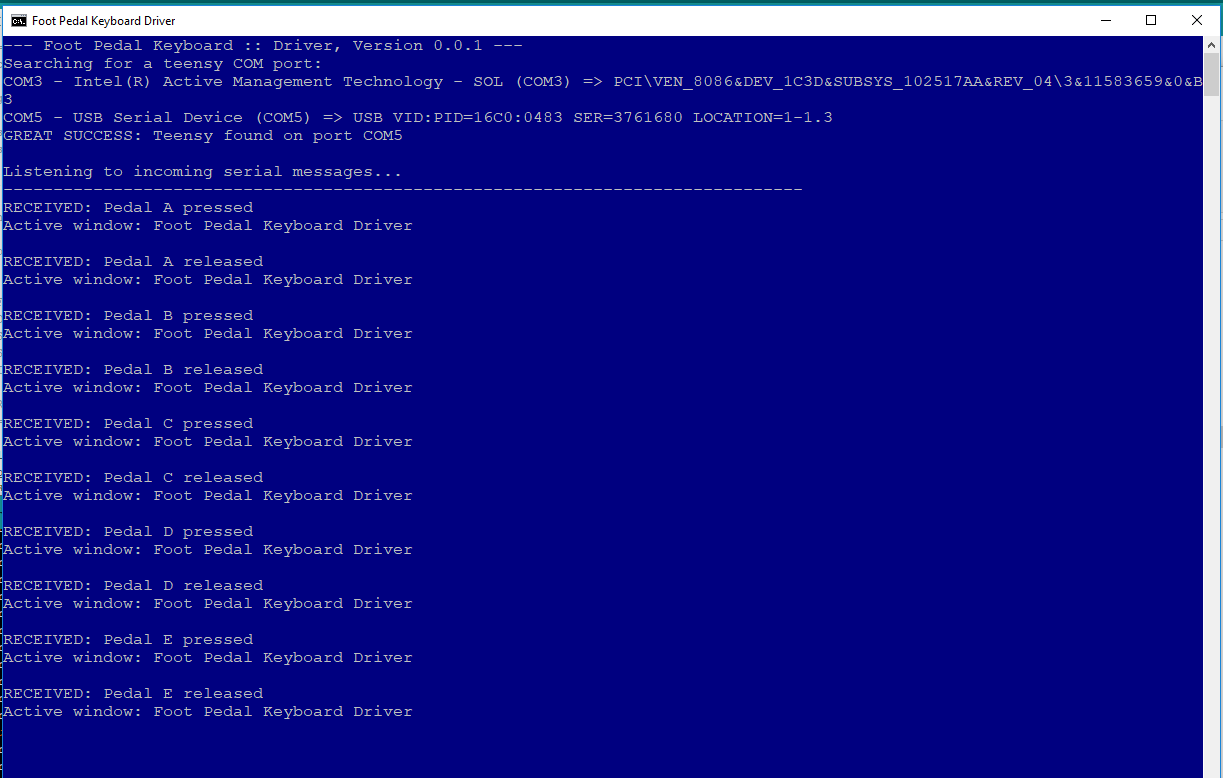 Foot Pedal Keyboard Driver
--- Foot Pedal Keyboard :: Driver, Version 0.0.1 ---
Searching for a teensy COM port:
COM3 - Intel(R) Active Management Technology - SOL (COM3) => PCI\VEN_8086&DEV_1C3D&SUBSYS_102517AA&REV_04\3&11583659&0&B
3
COM5 - USB Serial Device (COM5) => USB VID:PID=16C0:0483 SER=3761680 LOCATION=1-1.3
GREAT SUCCESS: Teensy found on port COM5
Listening to incoming serial messages...
--------------------------------------------------------------------------------
RECEIVED: Pedal A pressed
Active window: Foot Pedal Keyboard Driver
RECEIVED: Pedal A released
Active window: Foot Pedal Keyboard Driver
RECEIVED: Pedal B pressed
Active window: Foot Pedal Keyboard Driver
RECEIVED: Pedal B released
Active window: Foot Pedal Keyboard Driver
RECEIVED: Pedal C pressed
Active window: Foot Pedal Keyboard Driver
RECEIVED: Pedal C released
Active window: Foot Pedal Keyboard Driver
RECEIVED: Pedal D pressed
Active window: Foot Pedal Keyboard Driver
RECEIVED: Pedal D released
Active window: Foot Pedal Keyboard Driver
RECEIVED: Pedal E pressed
Active window: Foot Pedal Keyboard Driver
RECEIVED: Pedal E released
Active window: Foot Pedal Keyboard Driver